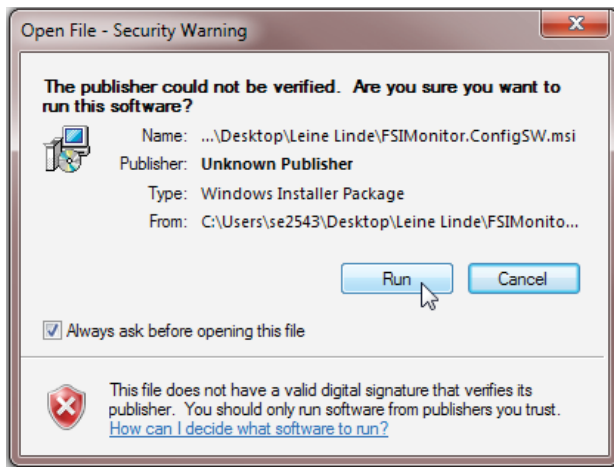 Open File - Security Warning
The publisher could not be verified.  Are you sure you want to
run this software?
Name: ...\Desktop\Leine Linde\FSIMonitor.ConfigSW.msi
Publisher: Unknown Publisher
Type: Windows Installer Package
From: C:\Users\se2543\Desktop\Leine Linde\FSIMonito...
Run
Cancel
Always ask before opening this file
This file does not have a valid digital signature that verifies its
publisher.  You should only run software from publishers you trust.
How can I decide what software to run?